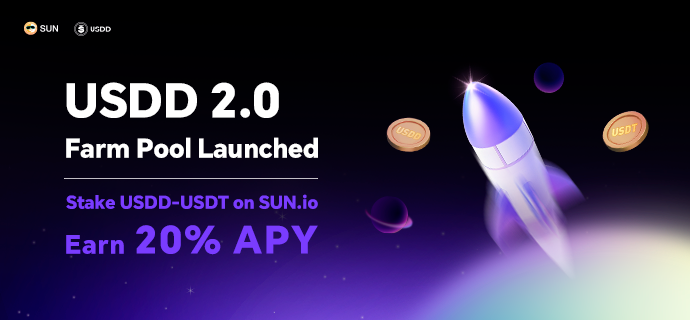 SUN USDD
USDD 2.0
Farm Pool Launched
Stake USDD-USDT on SUN.io
Earn 20% APY
USDD
USDT